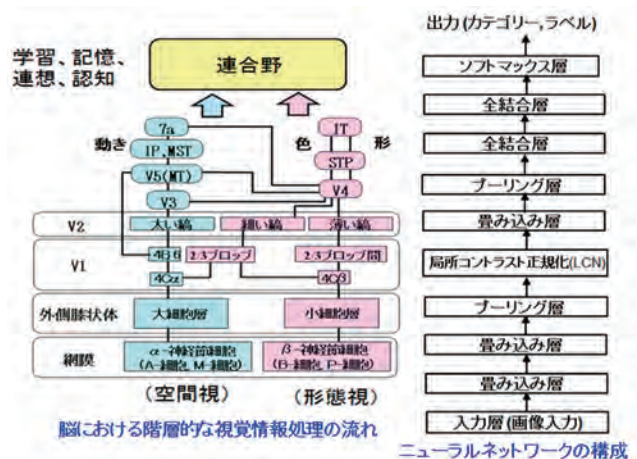 学習、記憶、
連想、認知
連合野
動き
7a
IP,MST
V5(MT)
V3
色
形
IT
STP
V4
V2
太い縞
細い縞
薄い縞
V1
4B 6
2/3ブロッブ
2/3ブロップ間
4Cα
4Cβ
外側膝状体
大細胞層
小細胞層
網膜
α-神経節細胞
(A-細胞, M-細胞)
β-神経節細胞
(B-細胞, P-細胞)
(空間視)
(形態視)
脳における階層的な視覚情報処理の流れ
出力(カテゴリー,ラベル)
ソフトマックス層
全結合層
全結合層
プーリング層
畳み込み層
局所コントラスト正規化(LCN)
プーリング層
畳み込み層
畳み込み層
入力層(画像入力)
ニューラルネットワークの構成